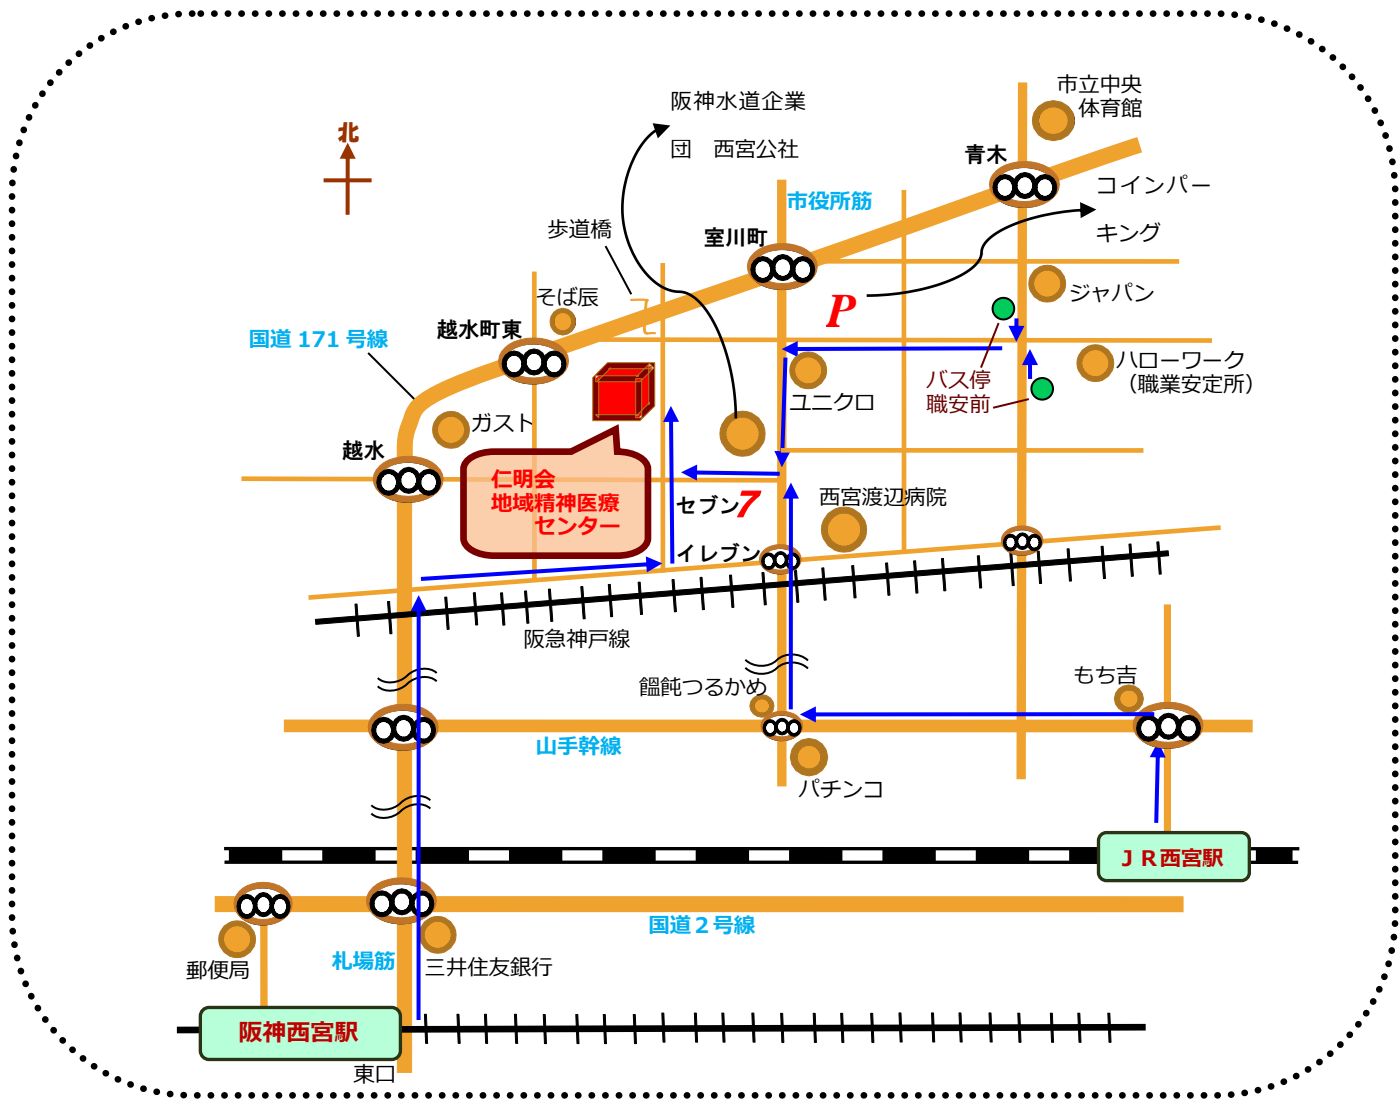 市立中央
体育館
阪神水道企業
団　西宮公社
北
青木
コインパー
キング
市役所筋
歩道橋
室川町
そば辰
ジャパン
P
国道171号線
越水町東
ハローワーク
（職業安定所）
バス停
職安前
ユニクロ
ガスト
越水
仁明会
地域精神医療
センター
セブン7
イレブン
西宮渡辺病院
阪急神戸線
饂飩つるかめ
もち吉
山手幹線
パチンコ
ＪＲ西宮駅
国道２号線
札場筋
郵便局
三井住友銀行
阪神西宮駅
東口